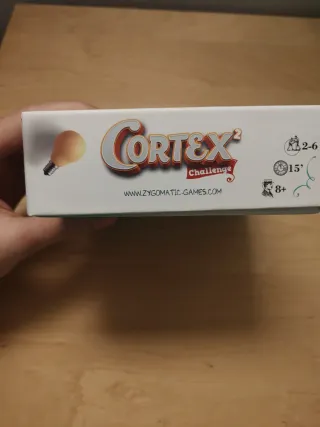 CORTEX²
Challenge
WWW.ZYGOMATIC-GAMES.COM
2-6
15'
8+